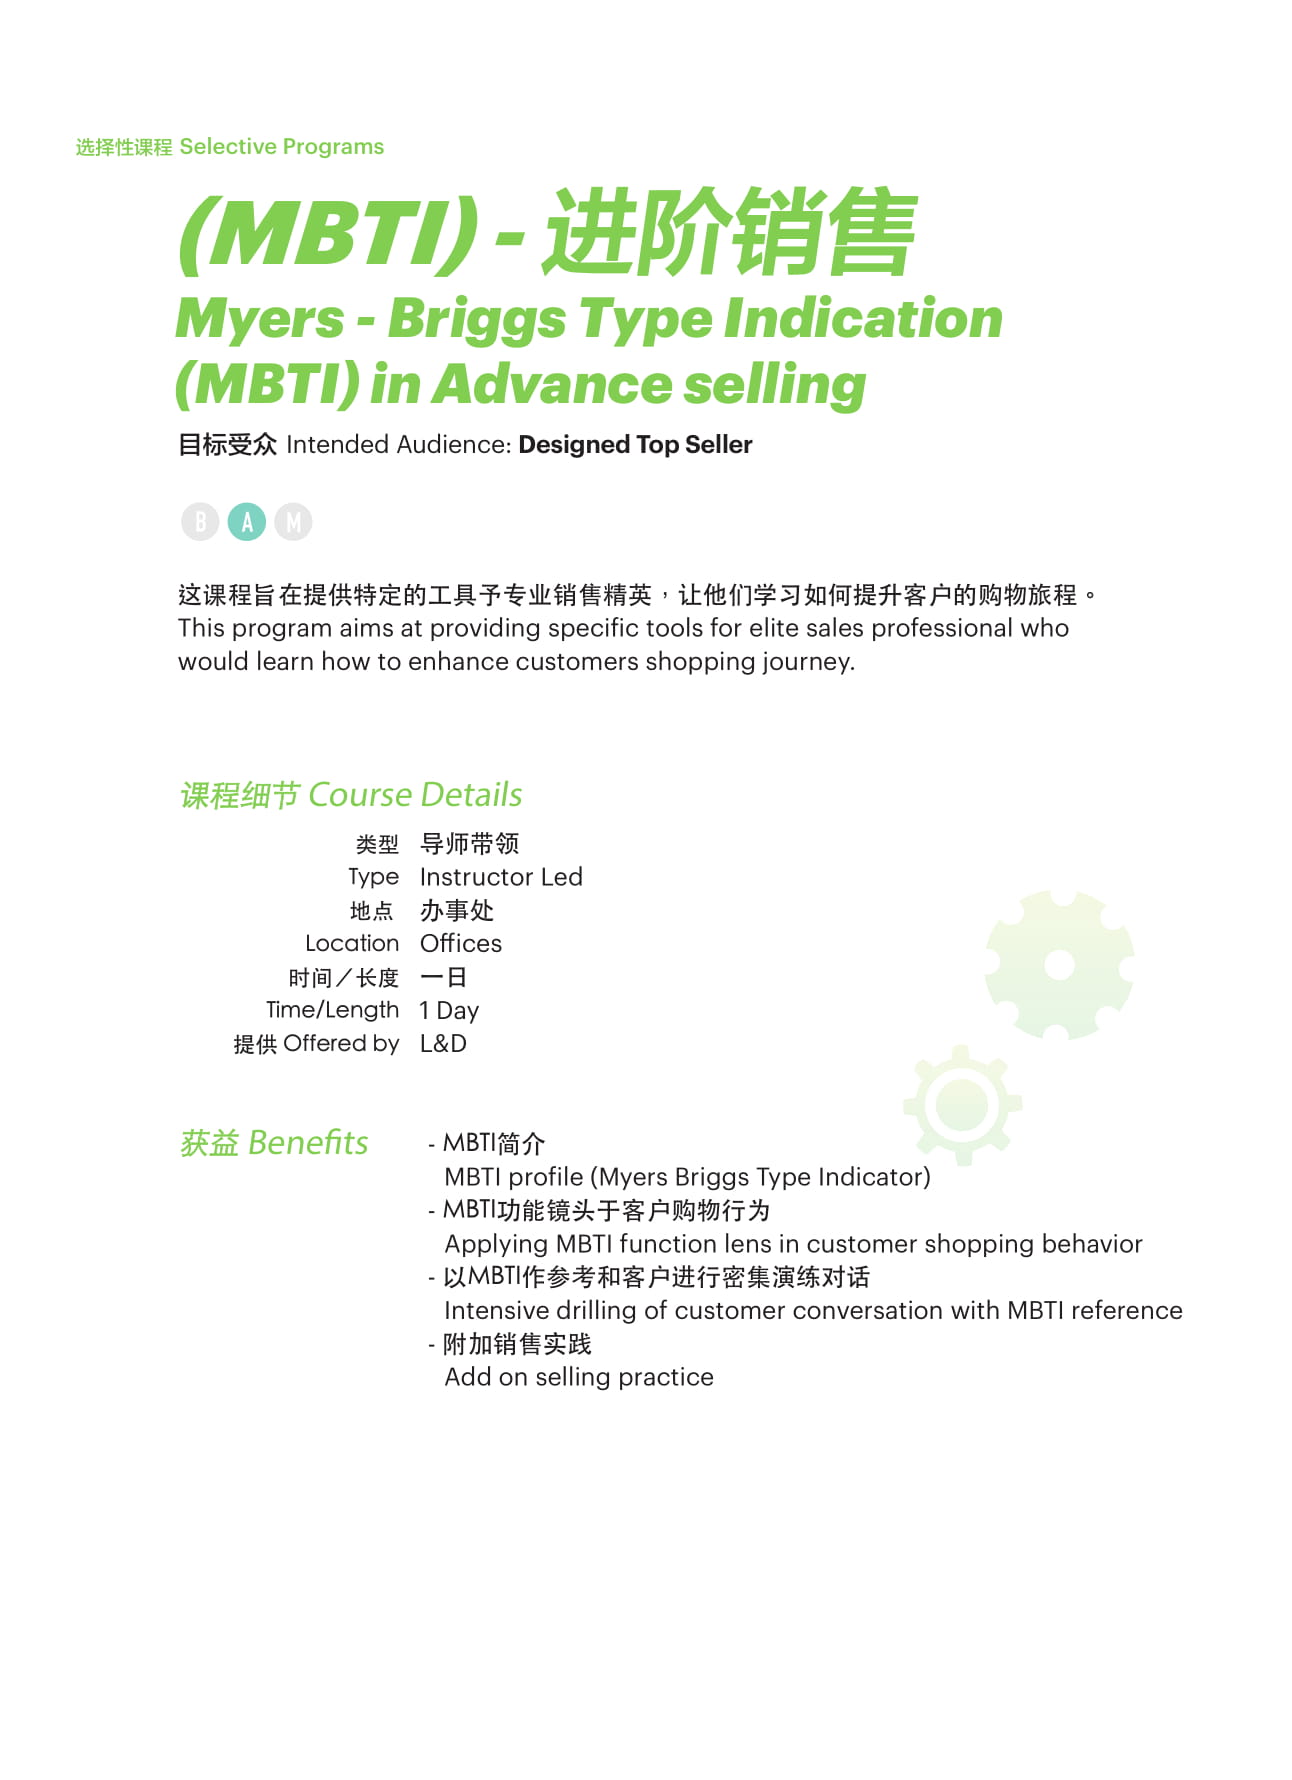 选择性课程 Selective Programs
(MBTI) - 进阶销售
Myers - Briggs Type Indication
(MBTI) in Advance selling
目标受众 Intended Audience: Designed Top Seller
B A M
这课程旨在提供特定的工具予专业销售精英，让他们学习如何提升客户的购物旅程。
This program aims at providing specific tools for elite sales professional who
would learn how to enhance customers shopping journey.
课程细节 Course Details
类型 导师带领
Type Instructor Led
地点 办事处
Location Offices
时间／长度 一日
Time/Length 1 Day
提供 Offered by L&D
获益 Benefits - MBTI简介
MBTI profile (Myers Briggs Type Indicator)
- MBTI功能镜头于客户购物行为
Applying MBTI function lens in customer shopping behavior
- 以MBTI作参考和客户进行密集演练对话
Intensive drilling of customer conversation with MBTI reference
- 附加销售实践
Add on selling practice